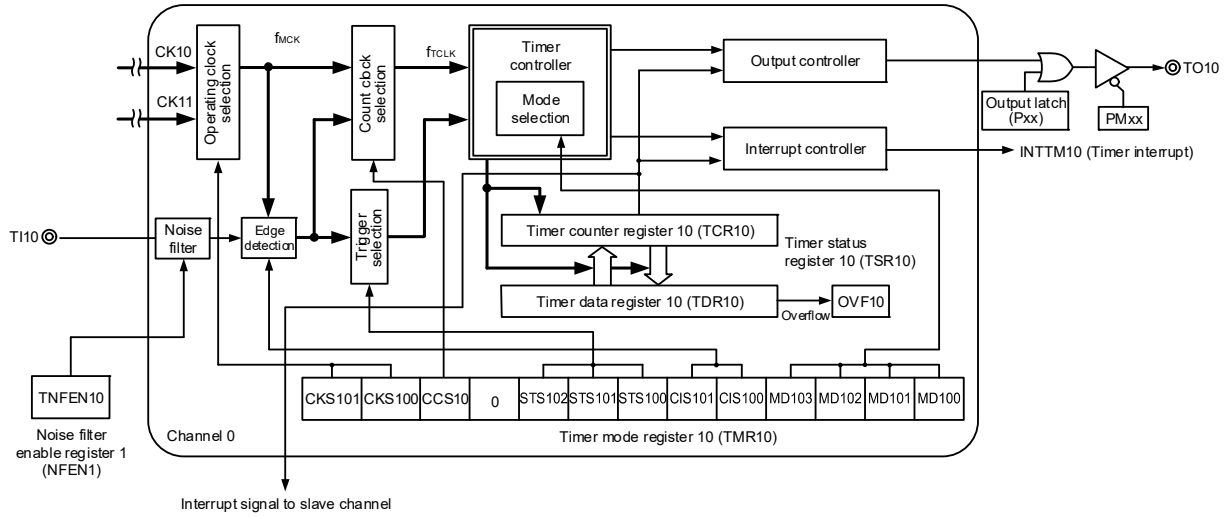 CK10
CK11
Operating clock
selection
fMCK
Count clock
selection
fTCLK
Timer
controller
Mode
selection
Output controller
Interrupt controller
Output latch
(Pxx)
PMxx
TO10
INTTM10 (Timer interrupt)
TI10
Noise
filter
Edge
detection
Trigger
selection
Timer counter register 10 (TCR10)
Timer status
register 10 (TSR10)
Timer data register 10 (TDR10)
Overflow
OVF10
TNFEN10
Noise filter
enable register 1
(NFEN1)
CKS101 CKS100 CCS10 0 STS102 STS101 STS100 CIS101 CIS100 MD103 MD102 MD101 MD100
Channel 0
Timer mode register 10 (TMR10)
Interrupt signal to slave channel